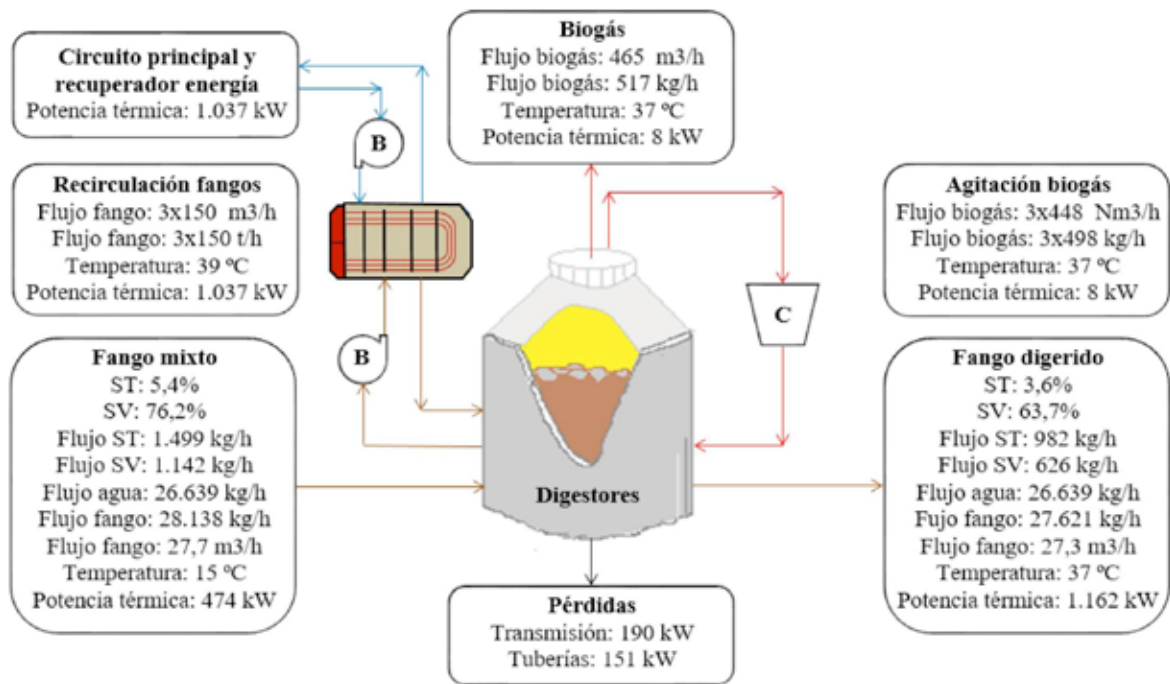 Circuito principal y
recuperador energía
Potencia térmica: 1.037 kW
Biogás
Flujo biogás: 465 m3/h
Flujo biogás: 517 kg/h
Temperatura: 37 ºC
Potencia térmica: 8 kW
B
Recirculación fangos
Flujo fango: 3x150 m3/h
Flujo fango: 3x150 t/h
Temperatura: 39 ºC
Potencia térmica: 1.037 kW
Agitación biogás
Flujo biogás: 3x448 Nm3/h
Flujo biogás: 3x498 kg/h
Temperatura: 37 ºC
Potencia térmica: 8 kW
C
B
Fango mixto
ST: 5,4%
SV: 76,2%
Flujo ST: 1.499 kg/h
Flujo SV: 1.142 kg/h
Flujo agua: 26.639 kg/h
Flujo fango: 28.138 kg/h
Flujo fango: 27,7 m3/h
Temperatura: 15 ºC
Potencia térmica: 474 kW
Digestores
Fango digerido
ST: 3,6%
SV: 63,7%
Flujo ST: 982 kg/h
Flujo SV: 626 kg/h
Flujo agua: 26.639 kg/h
Fujo fango: 27.621 kg/h
Flujo fango: 27,3 m3/h
Temperatura: 37 ºC
Potencia térmica: 1.162 kW
Pérdidas
Transmisión: 190 kW
Tuberías: 151 kW